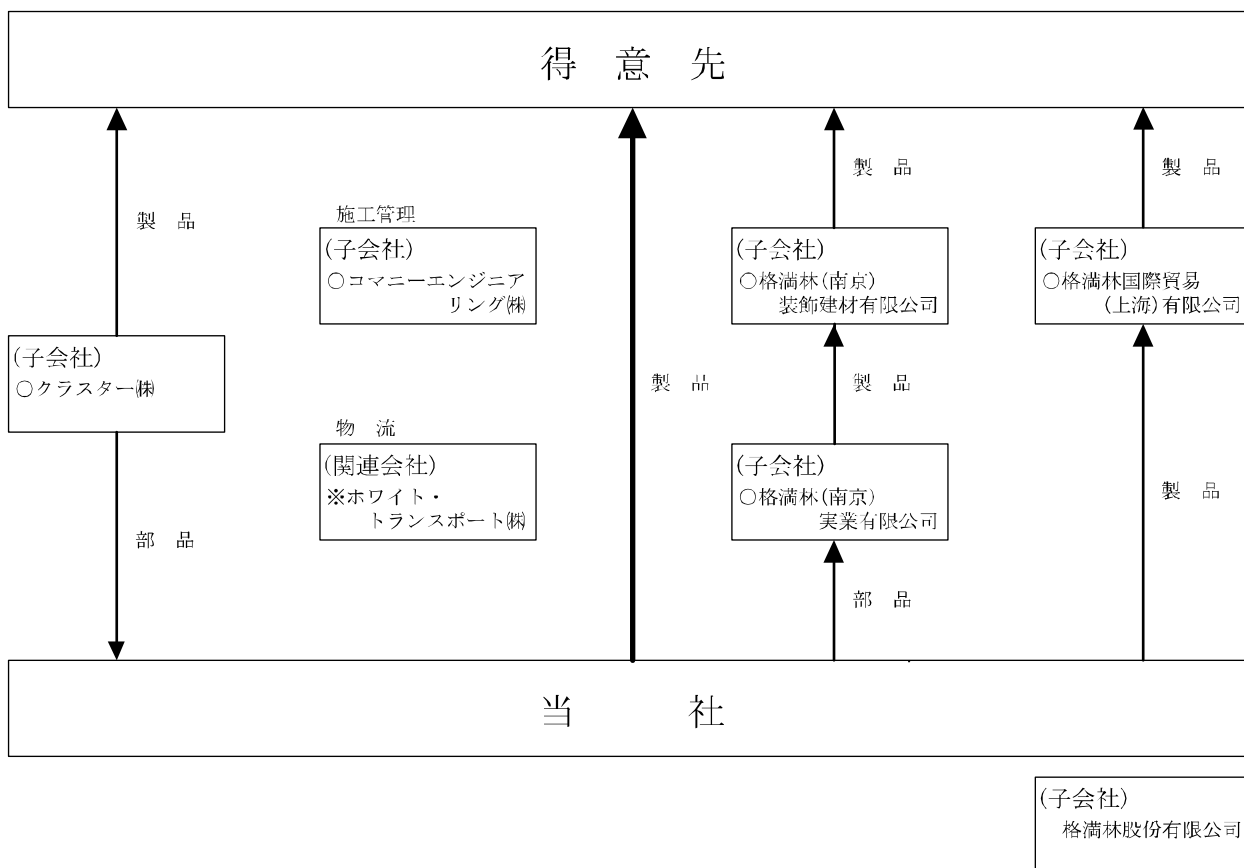 得 意 先
製 品
製 品
製 品
施工管理
(子会社)
○コマニーエンジニア
リング㈱
(子会社)
○格満林(南京)
装飾建材有限公司
(子会社)
○格満林国際貿易
(上海)有限公司
(子会社)
○クラスター㈱
製 品
製 品
物 流
(関連会社)
※ホワイト・
トランスポート㈱
(子会社)
○格満林(南京)
実業有限公司
製 品
部 品
部 品
当 社
(子会社)
格満林股份有限公司